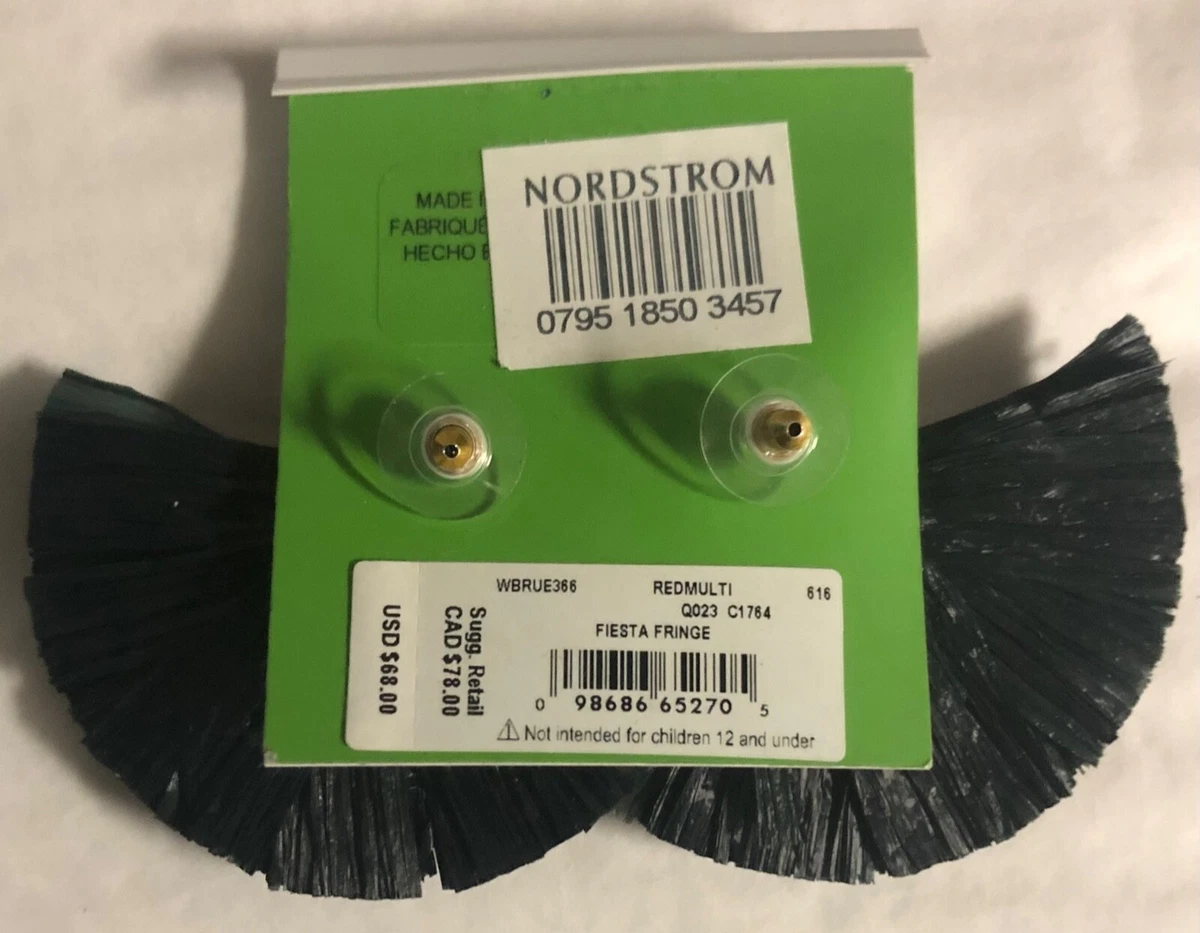 MADE
FABRIQUÉ
HECHO
NORDSTROM
0795 1850 3457
WBRUE366 REDMULTI 616
Q023 C1764
FIESTA FRINGE
0 98686 65270 5
⚠ Not intended for children 12 and under
Sugg. Retail
CAD $78.00
USD $68.00